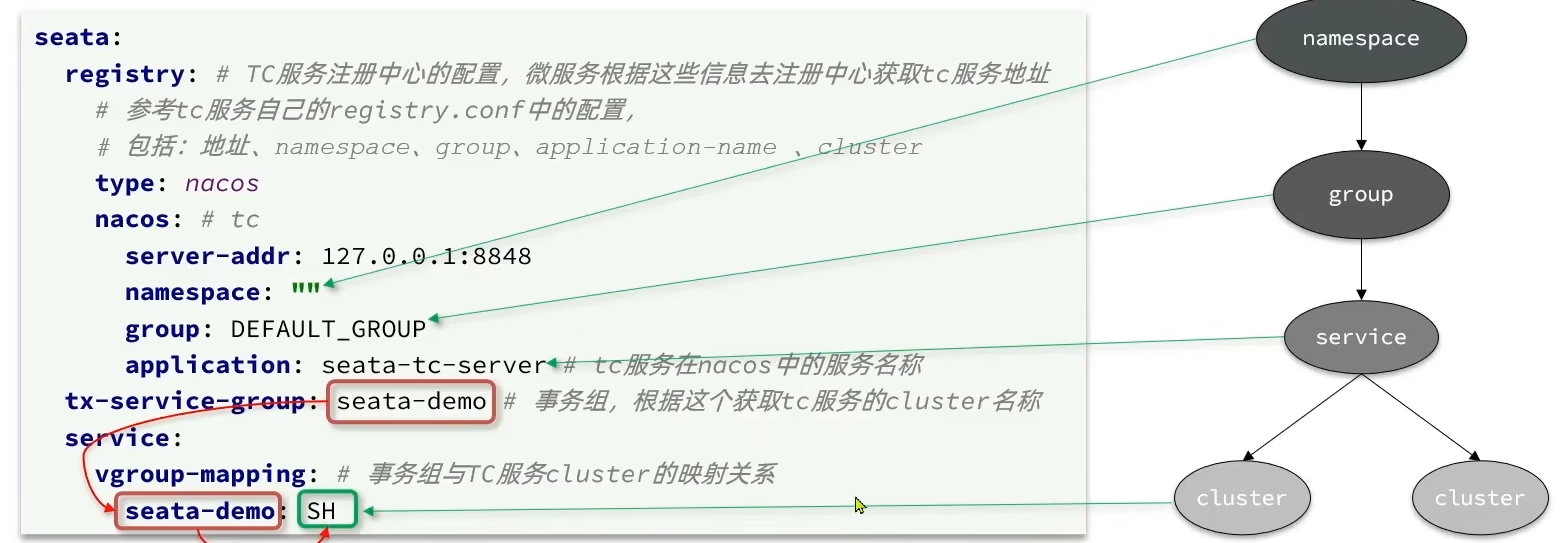 seata:
registry: # TC服务注册中心的配置，微服务根据这些信息去注册中心获取tc服务地址
# 参考tc服务自己的registry.conf中的配置，
# 包括：地址、namespace、group、application-name 、cluster
type: nacos
nacos: # tc
server-addr: 127.0.0.1:8848
namespace: ""
group: DEFAULT_GROUP
application: seata-tc-server # tc服务在nacos中的服务名称
tx-service-group: seata-demo # 事务组，根据这个获取tc服务的cluster名称
service:
vgroup-mapping: # 事务组与TC服务cluster的映射关系
seata-demo: SH
namespace
group
service
cluster
cluster